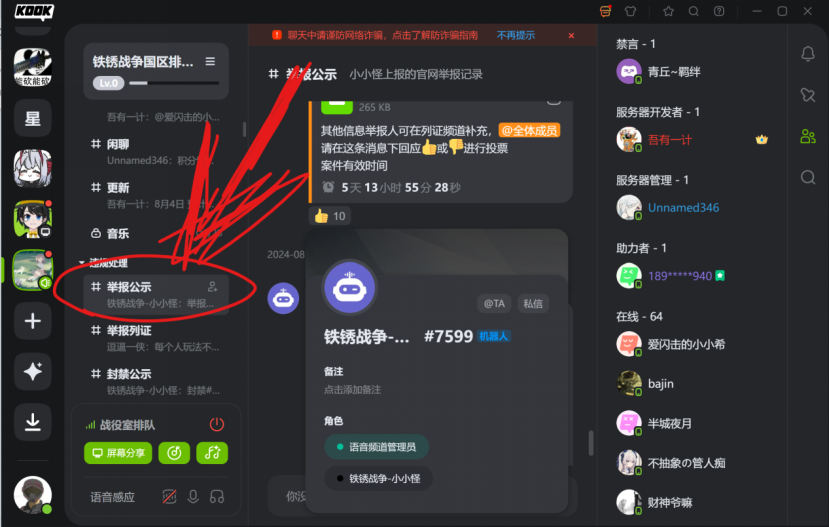 KOOK
聊天中请谨防网络诈骗，点击了解防诈骗指南 不再提示
能砍能砍
星
铁锈战争国区排...
Lv.0
吾有一计：@爱闪击的小...
闲聊
Unnamed346：积分
更新
吾有一计：8月4日
音乐
违规处理
举报公示
铁锈战争-小小怪：举报...
举报列证
逗逼一侠：每个人玩法不...
封禁公示
铁锈战争-小小怪：封禁#...
战役室排队
屏幕分享
语音感应
# 举报公示 小小怪上报的官网举报记录
265 KB
其他信息举报人可在列证频道补充，@全体成员
请在这条消息下回应👍或👎进行投票
案件有效时间
5天 13小时 55分 28秒
👍 10
2024-08
@TA 私信
铁锈战争-... #7599 机器人
备注
点击添加备注
角色
语音频道管理员
铁锈战争-小小怪
你没
禁言 - 1
青丘~羁绊
服务器开发者 - 1
吾有一计
服务器管理 - 1
Unnamed346
助力者 - 1
189*****940
在线 - 64
爱闪击的小小希
bajin
半城夜月
不抽象の管人痴
财神爷嘛